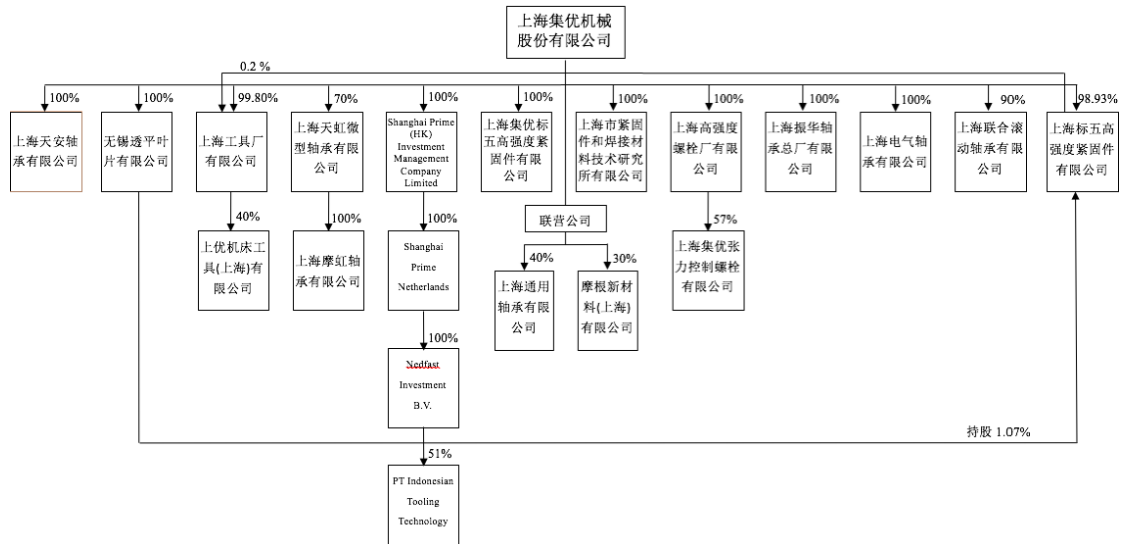 上海集优机械
股份有限公司
0.2 %
100%
100%
99.80%
70%
100%
100%
100%
100%
100%
100%
90%
98.93%
上海天安轴
承有限公司
无锡透平叶
片有限公司
上海工具厂
有限公司
上海天虹微
型轴承有限
公司
Shanghai Prime
(HK)
Investment
Management
Company
Limited
上海集优标
五高强度紧
固件有限公
司
上海市紧固
件和焊接材
料技术研究
所有限公司
上海高强度
螺栓厂有限
公司
上海振华轴
承总厂有限
公司
上海电气轴
承有限公司
上海联合滚
动轴承有限
公司
上海标五高
强度紧固件
有限公司
40%
100%
100%
联营公司
57%
上优机床工
具(上海)有
限公司
上海摩虹轴
承有限公司
Shanghai
Prime
Netherlands
40%
30%
上海通用
轴承有限
公司
摩根新材
料(上海)
有限公司
上海集优张
力控制螺栓
有限公司
100%
Nedfast
Investment
B.V.
持股 1.07%
51%
PT Indonesian
Tooling
Technology